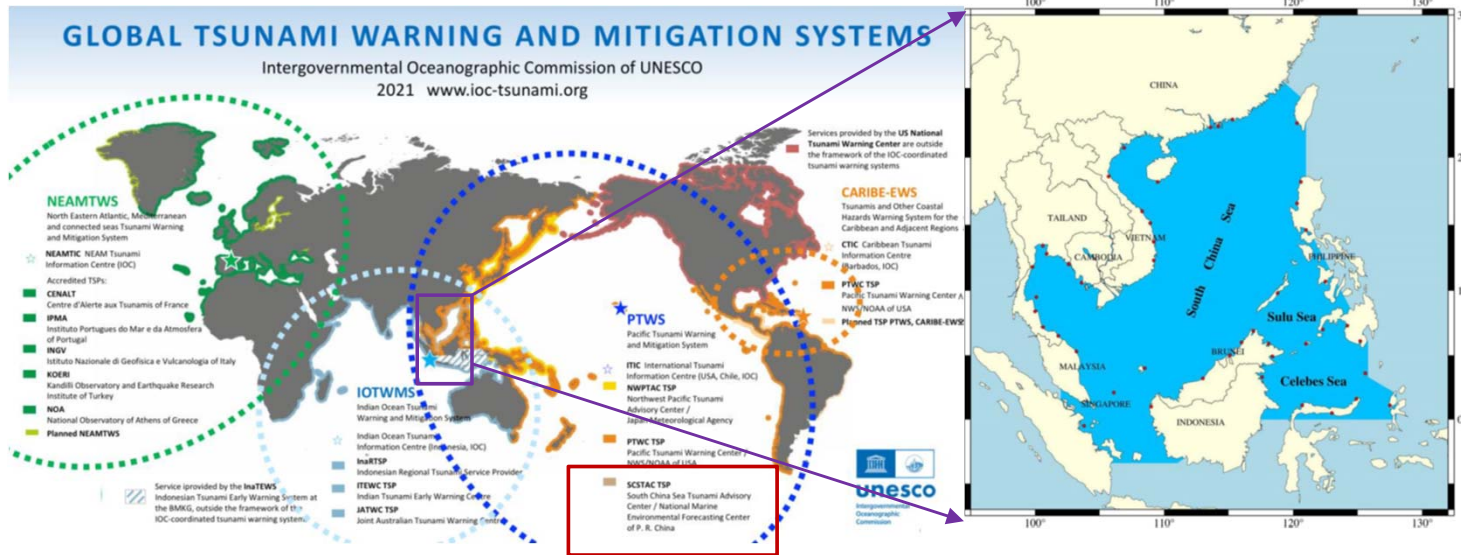 GLOBAL TSUNAMI WARNING AND MITIGATION SYSTEMS
Intergovernmental Oceanographic Commission of UNESCO
2021 www.ioc-tsunami.org
NEAMTWS
North Eastern Atlantic, Mediterranean
and connected seas Tsunami Warning
and Mitigation System
NEAMTIC NEAM Tsunami
Information Centre (IOC)
Accredited TSPs:
CENALT
Centre d'Alerte aux Tsunamis of France
IPMA
Instituto Portugues do Mar e da Atmosfera
of Portugal
INGV
Istituto Nazionale di Geofisica e Vulcanologia of Italy
KOERI
Kandilli Observatory and Earthquake Research
Institute of Turkey
NOA
National Observatory of Athens of Greece
Planned NEAMTWS
Service iprovided by the InaTEWS
Indonesian Tsunami Early Warning System at
the BMKG, outside the framework of the
IOC-coordinated tsunami warning system
IOTWMS
Indian Ocean Tsunami
Warning and Mitigation System
Indian Ocean Tsunami
Information Centre (Indonesia, IOC)
InaRTSP
Indonesian Regional Tsunami Service Provider
ITEWC TSP
Indian Tsunami Early Warning Centre
JATWC TSP
Joint Australian Tsunami Warning Centre
PTWS
Pacific Tsunami Warning
and Mitigation System
ITIC International Tsunami
Information Centre (USA, Chile, IOC)
NWPTAC TSP
Northwest Pacific Tsunami
Advisory Center /
Japan Meteorological Agency
PTWC TSP
Pacific Tsunami Warning Center /
NWS/NOAA of USA
SCSTAC TSP
South China Sea Tsunami Advisory
Center / National Marine
Environmental Forecasting Center
of P. R. China
Services provided by the US National
Tsunami Warning Center are outside
the framework of the IOC-coordinated
tsunami warning systems
CARIBE-EWS
Tsunamis and Other Coastal
Hazards Warning System for the
Caribbean and Adjacent Regions
CTIC Caribbean Tsunami
Information Centre
(Barbados, IOC)
PTWC TSP
Pacific Tsunami Warning Center
NWS/NOAA of USA
Planned TSP PTWS, CARIBE-EWS
unesco
Intergovernmental
Oceanographic
Commission
100° 110° 120° 130°
CHINA
TAILAND
VIETNAM
CAMBODIA
PHILIPPINE
South China Sea
Sulu Sea
BRUNEI
MALAYSIA
Celebes Sea
SINGAPORE
INDONESIA
100° 110° 120° 130°